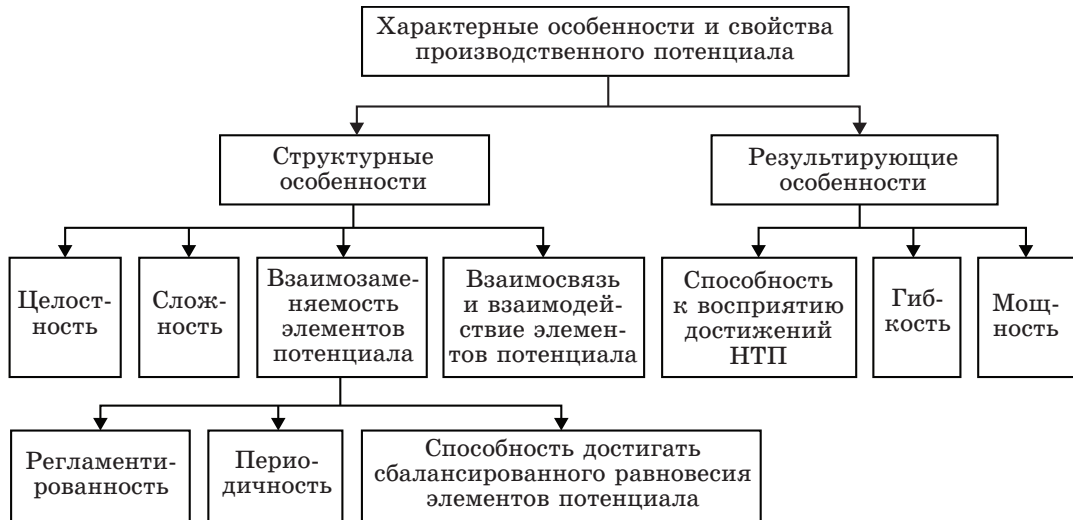 Характерные особенности и свойства
производственного потенциала
Структурные
особенности
Результирующие
особенности
Целост-
ность
Слож-
ность
Взаимозаме-
няемость
элементов
потенциала
Взаимосвязь
и взаимодей-
ствие элемен-
тов потенциала
Способность
к восприятию
достижений
НТП
Гиб-
кость
Мощ-
ность
Регламенти-
рованность
Перио-
дичность
Способность достигать
сбалансированного равновесия
элементов потенциала